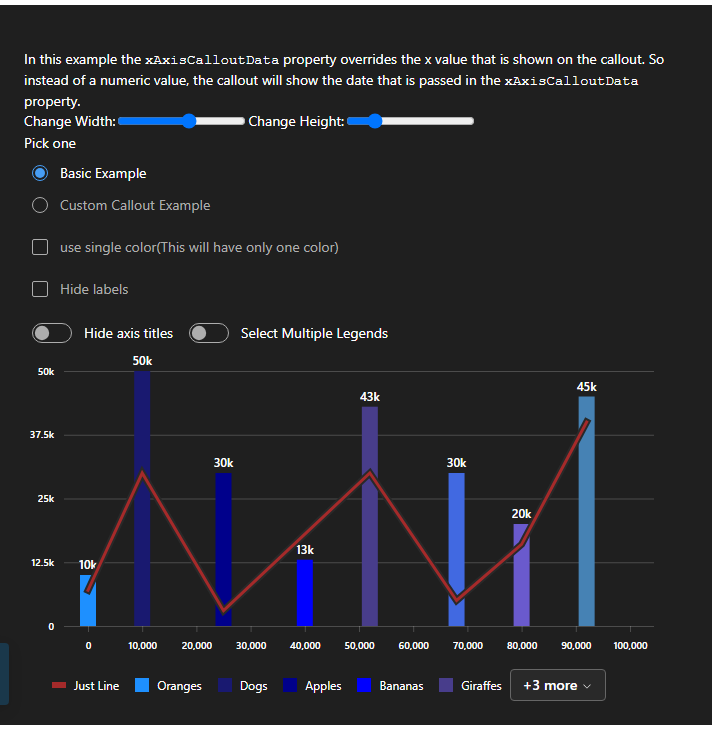 In this example the xAxisCalloutData property overrides the x value that is shown on the callout. So
instead of a numeric value, the callout will show the date that is passed in the xAxisCalloutData
property.
Change Width: Change Height:
Pick one
Basic Example
Custom Callout Example
use single color(This will have only one color)
Hide labels
Hide axis titles Select Multiple Legends
50k
50k
45k
43k
37.5k
30k
30k
25k
20k
13k
12.5k
10k
0
0 10,000 20,000 30,000 40,000 50,000 60,000 70,000 80,000 90,000 100,000
Just Line Oranges Dogs Apples Bananas Giraffes +3 more